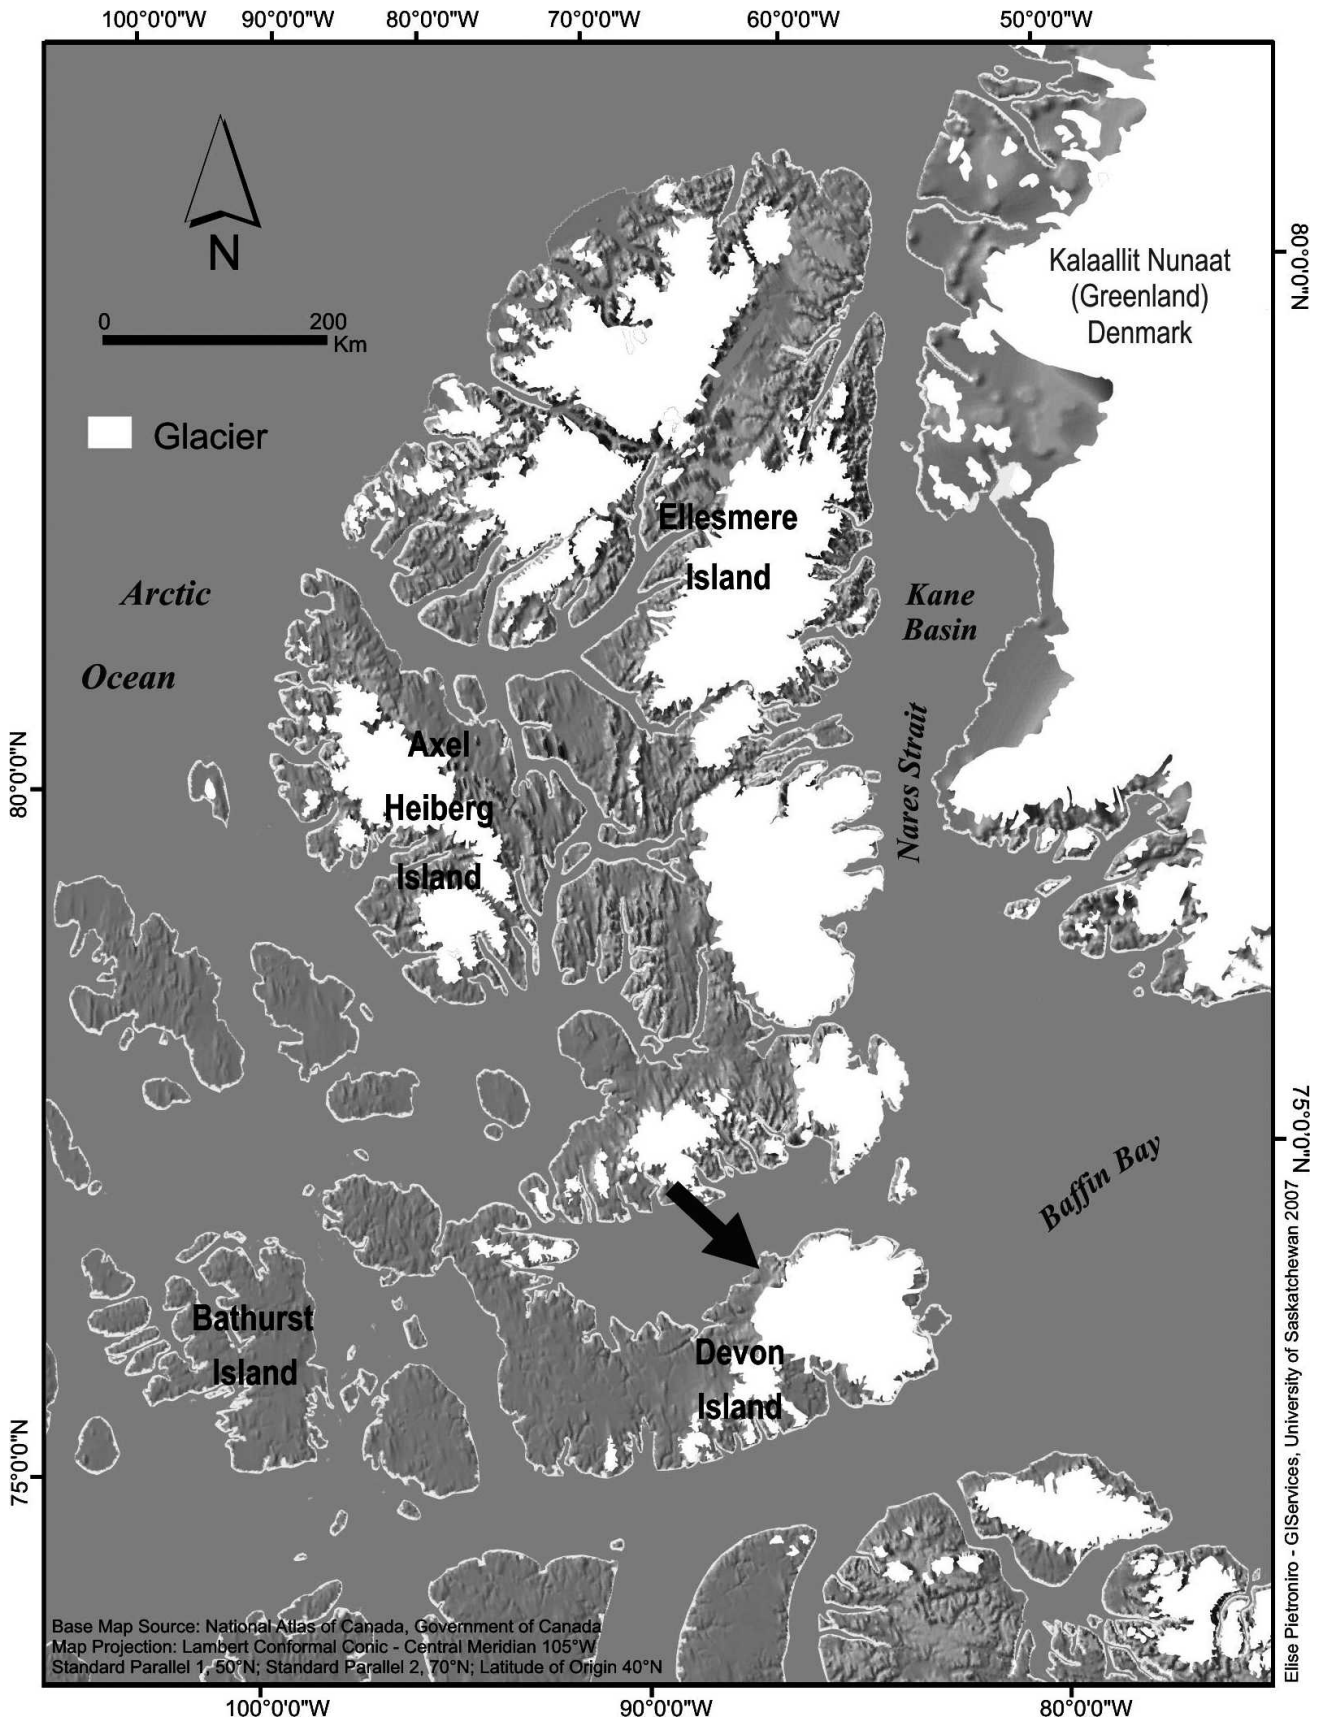 100°0'0"W 90°0'0"W 80°0'0"W 70°0'0"W 60°0'0"W 50°0'0"W
N
0 200
Km
Glacier
Kalaallit Nunaat
(Greenland)
Denmark
80°0'0"N
Ellesmere
Island
Arctic
Ocean
Kane
Basin
Nares Strait
Axel
Heiberg
Island
80°0'0"N
75°0'0"N
Baffin Bay
Bathurst
Island
Devon
Island
75°0'0"N
Elise Pietroniro - GIServices, University of Saskatchewan 2007
Base Map Source: National Atlas of Canada, Government of Canada
Map Projection: Lambert Conformal Conic - Central Meridian 105°W
Standard Parallel 1, 50°N; Standard Parallel 2, 70°N; Latitude of Origin 40°N
100°0'0"W 90°0'0"W 80°0'0"W